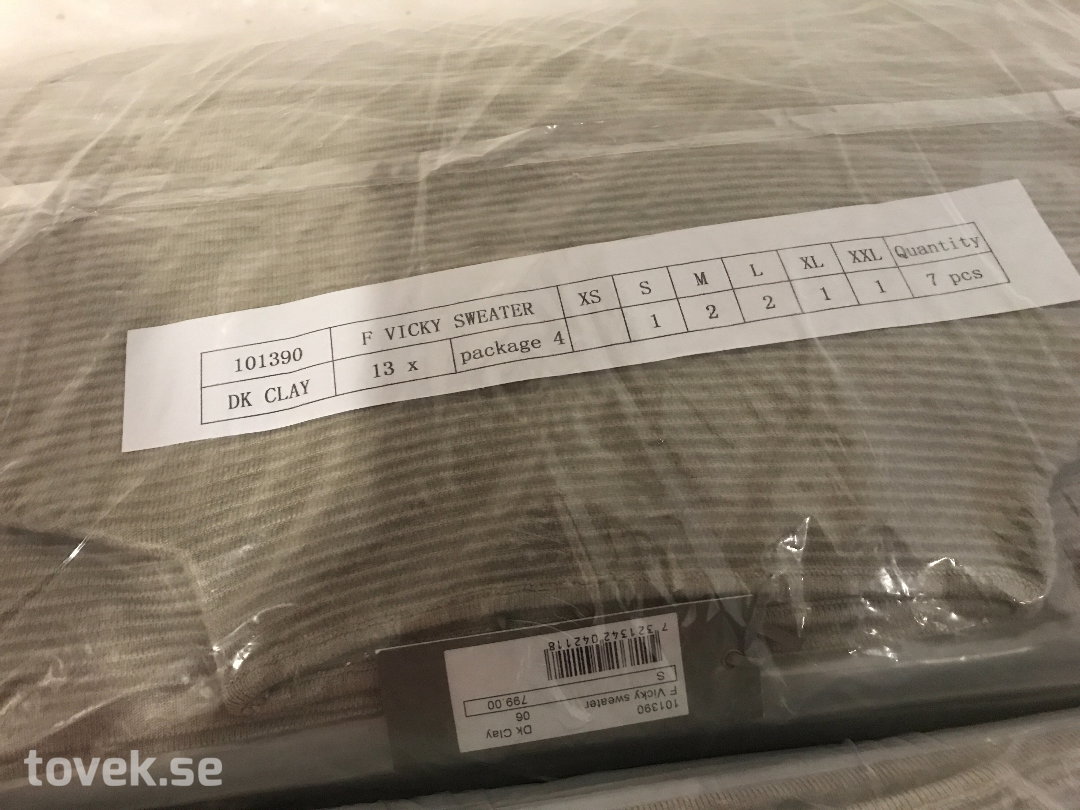 101390 F VICKY SWEATER XS S M L XL XXL Quantity
DK CLAY 13 x package 4 1 2 2 1 1 7 pcs
101390 Dk Clay
F Vicky sweater 06
S 799.00
7 321342 042118
tovek.se